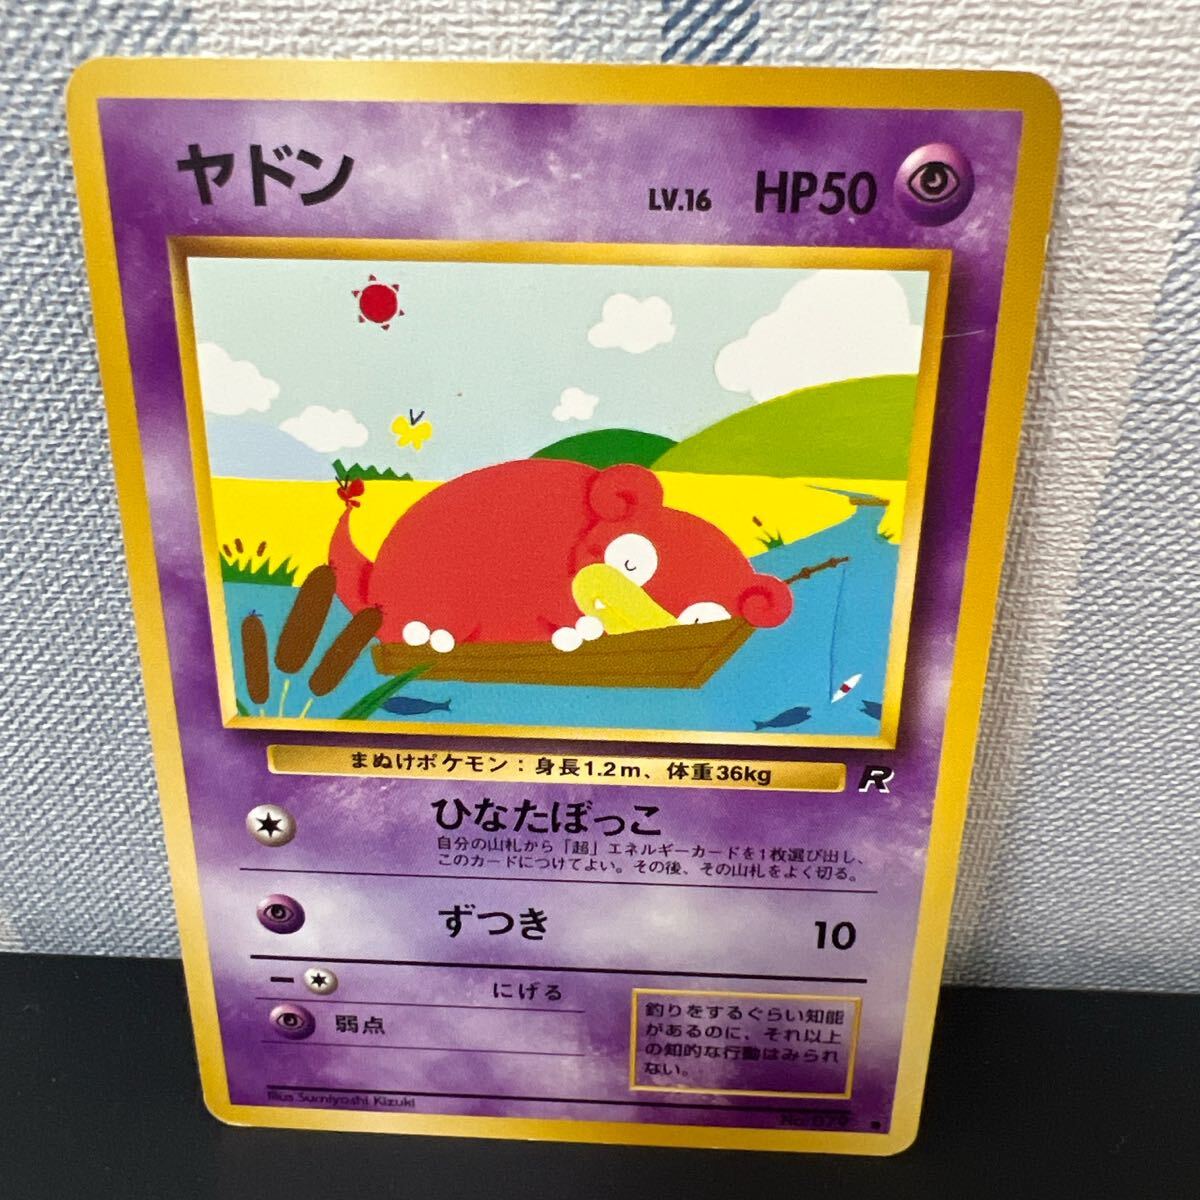 ヤドン
LV.16 HP50
まぬけポケモン：身長1.2m、体重36kg
R
ひなたぼっこ
自分の山札から「超」エネルギーカードを1枚選び出し、
このカードにつけてよい。その後、その山札をよく切る。
ずつき 10
にげる
弱点
釣りをするぐらい知能
があるのに、それ以上
の知的な行動はみられ
ない。
Illus.Sumiyoshi Kizuki
No.079